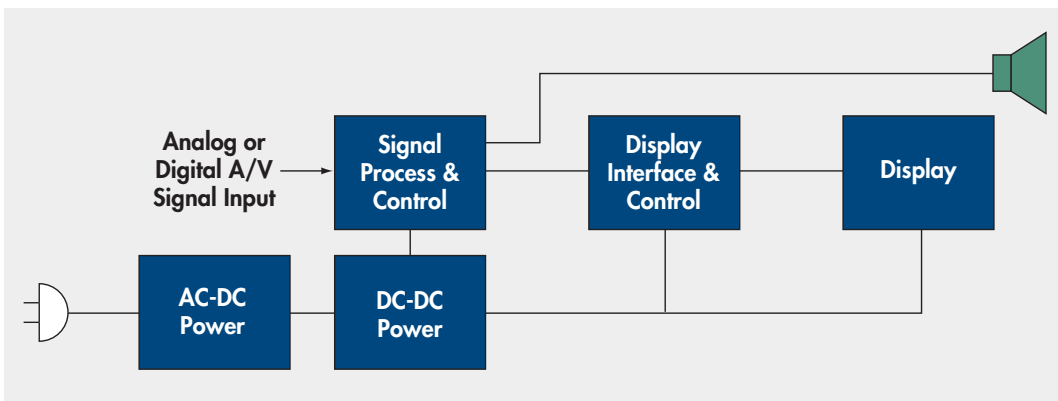 Analog or
Digital A/V
Signal Input
Signal
Process &
Control
Display
Interface &
Control
Display
AC-DC
Power
DC-DC
Power